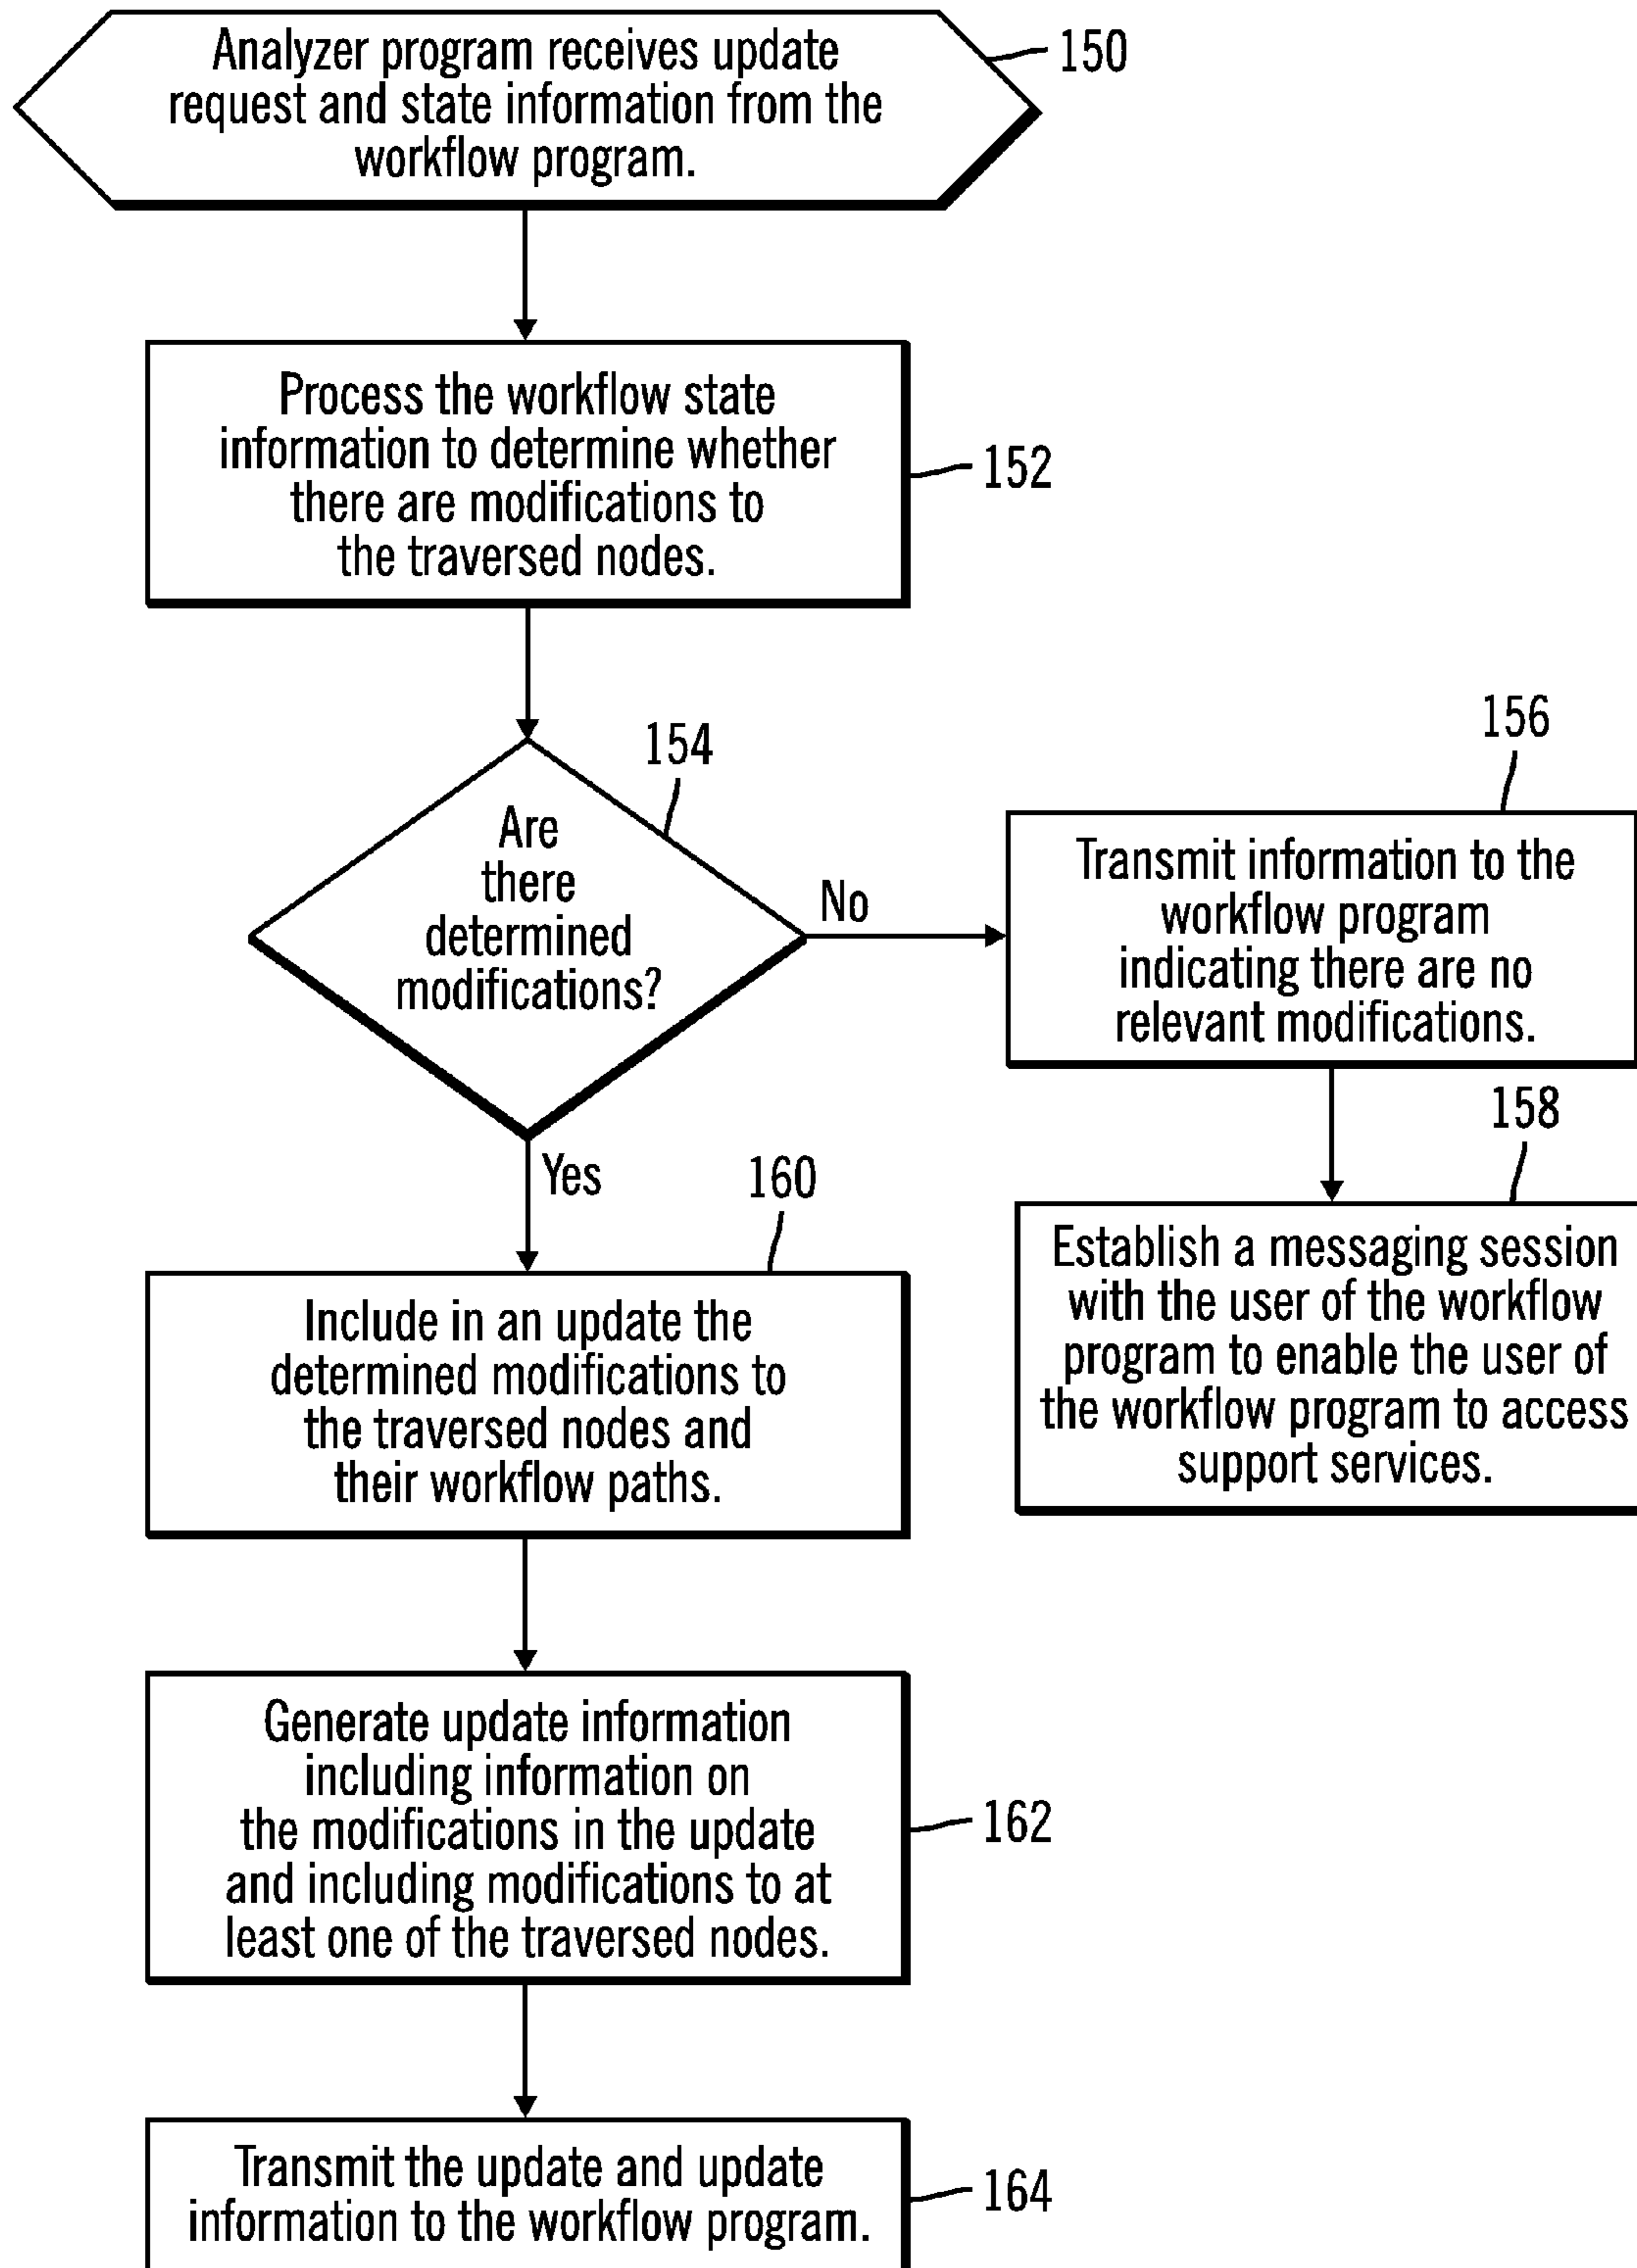 Analyzer program receives update
request and state information from the
workflow program.
150
Process the workflow state
information to determine whether
there are modifications to
the traversed nodes.
152
154
Are
there
determined
modifications?
No
Yes
156
Transmit information to the
workflow program
indicating there are no
relevant modifications.
158
Establish a messaging session
with the user of the workflow
program to enable the user of
the workflow program to access
support services.
160
Include in an update the
determined modifications to
the traversed nodes and
their workflow paths.
Generate update information
including information on
the modifications in the update
and including modifications to at
least one of the traversed nodes.
162
Transmit the update and update
information to the workflow program.
164